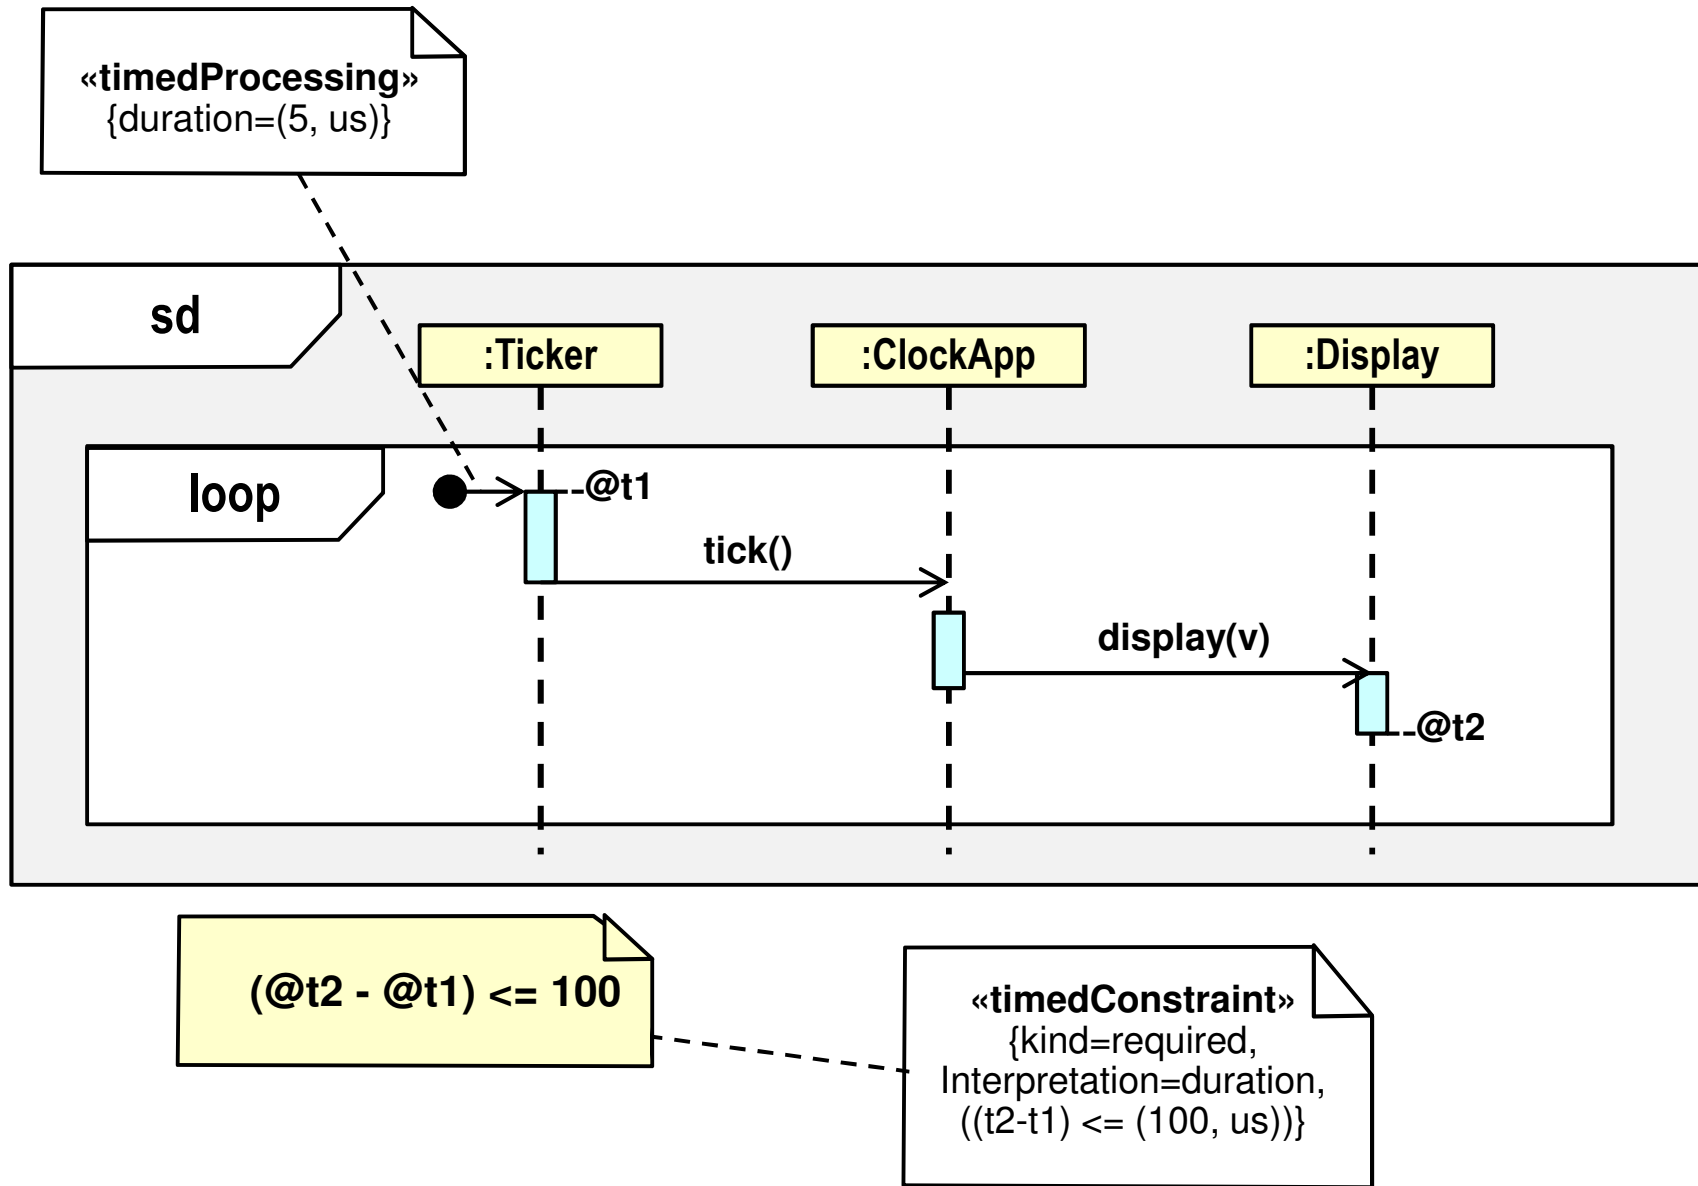 «timedProcessing»
{duration=(5, us)}
sd
:Ticker
:ClockApp
:Display
loop
@t1
tick()
display(v)
@t2
(@t2 - @t1) <= 100
«timedConstraint»
{kind=required,
Interpretation=duration,
((t2-t1) <= (100, us))}